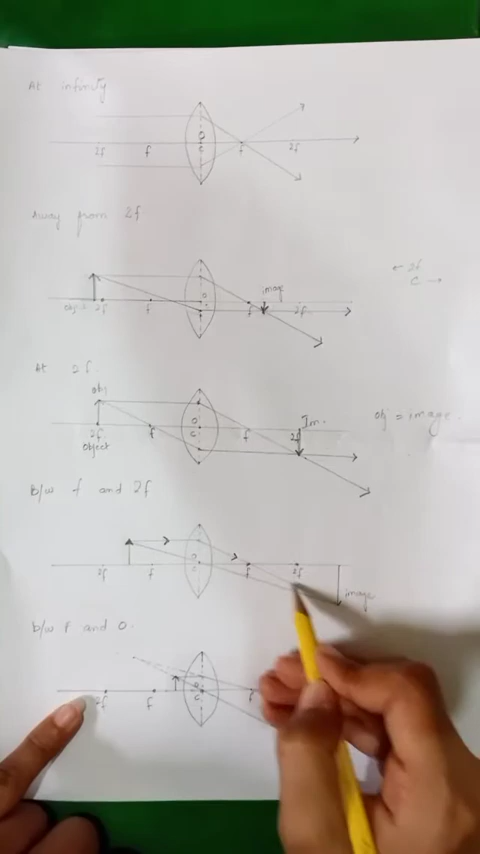 At infinity
O
2f f c f 2f
Away from 2f
image
Object 2f f f 2f
← 2f
C →
At 2f.
obj
Im.
Obj = image.
2f f O C f 2f
object
b/w f and 2f
2f f c f 2f
image
b/w f and O.
2f f C f